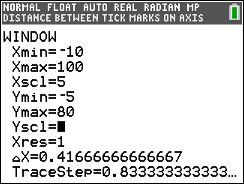 NORMAL FLOAT AUTO REAL RADIAN MP
DISTANCE BETWEEN TICK MARKS ON AXIS
WINDOW
Xmin=-10
Xmax=100
Xscl=5
Ymin=-5
Ymax=80
Yscl=
Xres=1
△X=0.41666666666667
TraceStep=0.833333333333…